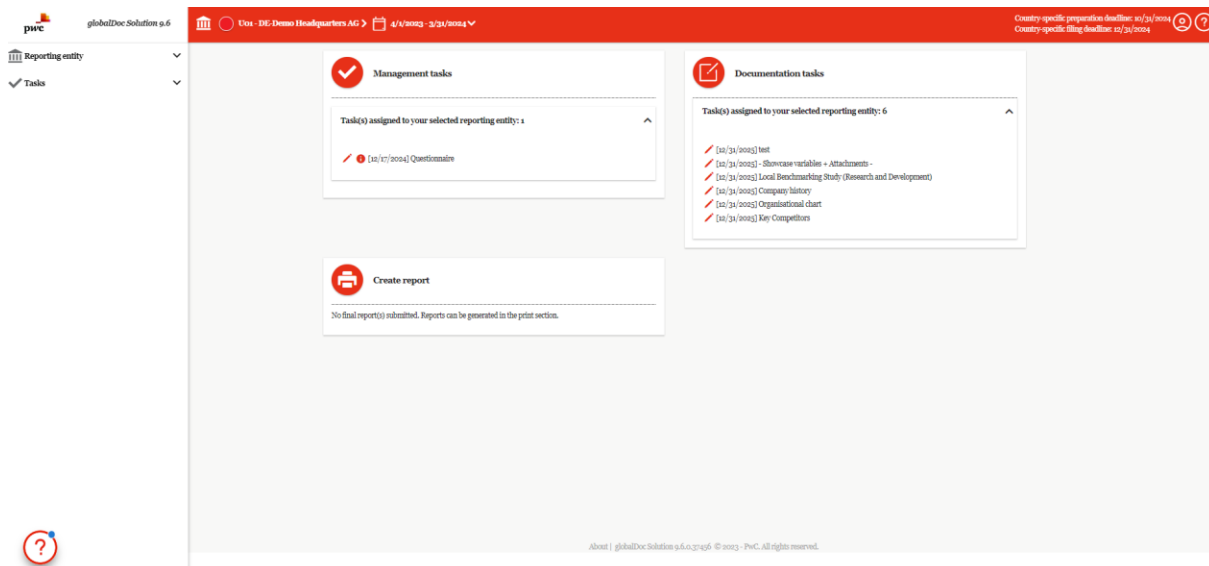 pwc
globalDoc Solution 9.6
U01 - DE-Demo Headquarters AG
4/1/2023 - 3/31/2024
Country-specific preparation deadline: 10/31/2024
Country-specific filing deadline: 12/31/2024
?
Reporting entity
Tasks
Management tasks
Task(s) assigned to your selected reporting entity: 1
[12/17/2024] Questionnaire
Documentation tasks
Task(s) assigned to your selected reporting entity: 6
[12/31/2025] test
[12/31/2025] - Showcase variables + Attachments -
[12/31/2025] Local Benchmarking Study (Research and Development)
[12/31/2025] Company history
[12/31/2025] Organisational chart
[12/31/2025] Key Competitors
Create report
No final report(s) submitted. Reports can be generated in the print section.
?
About | globalDoc Solution 9.6.0.37456 © 2023 - PwC. All rights reserved.